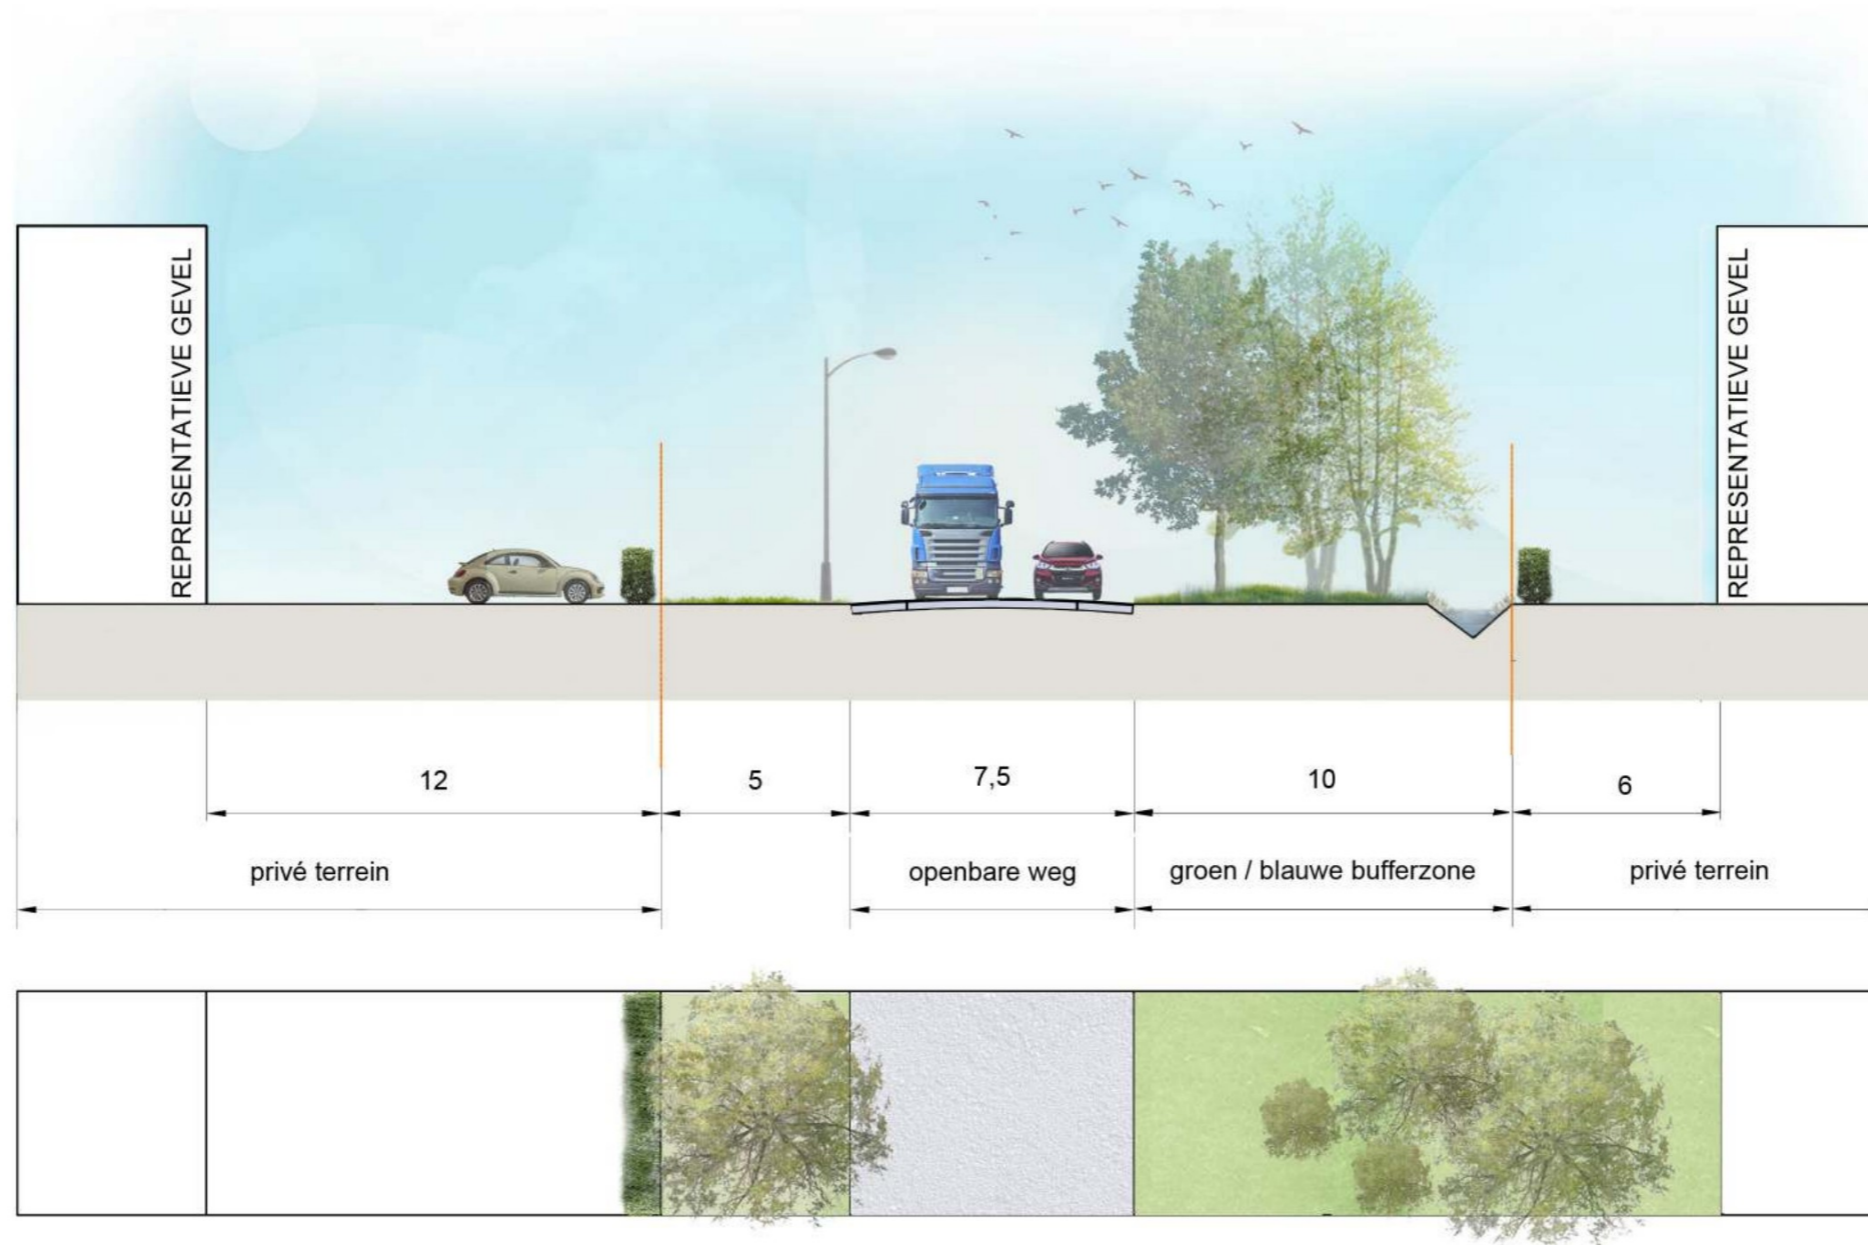 REPRESENTATIEVE GEVEL
REPRESENTATIEVE GEVEL
12
5
7,5
10
6
privé terrein
openbare weg
groen / blauwe bufferzone
privé terrein